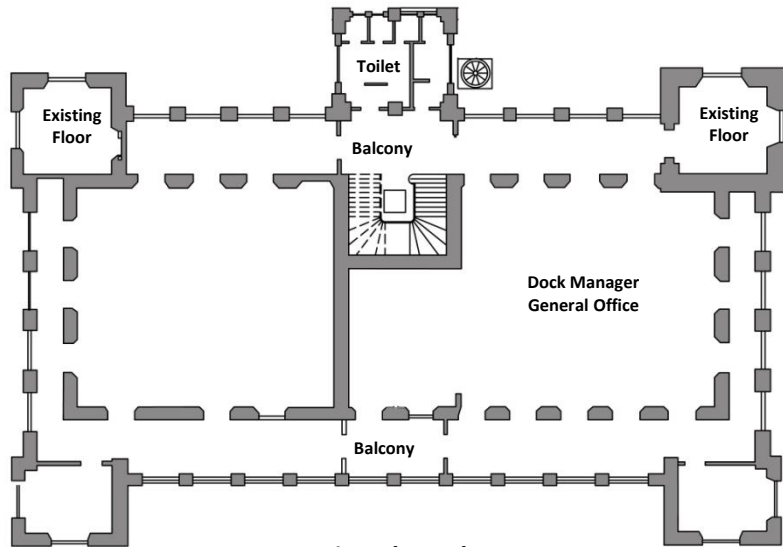 Toilet
Existing
Floor
Existing
Floor
Balcony
Dock Manager
General Office
Balcony